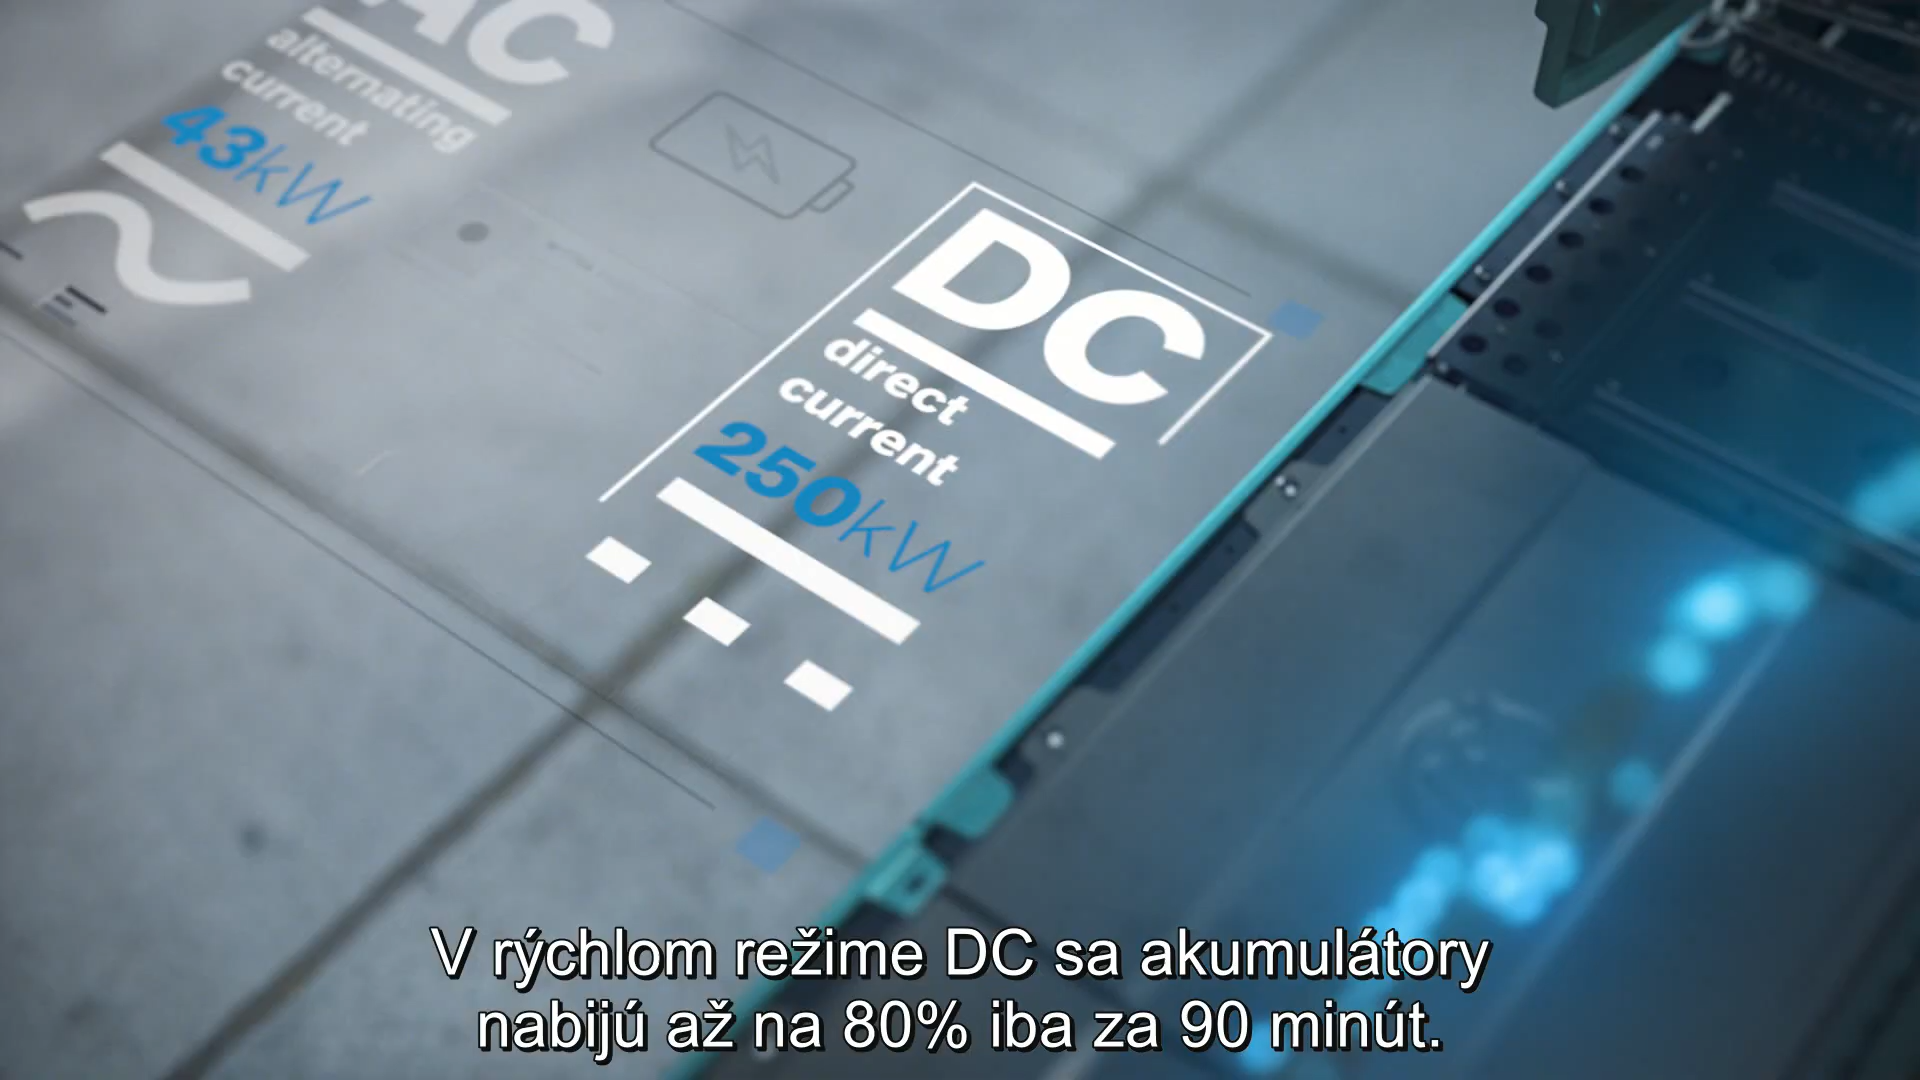 AC
alternating
current
43kW
DC
direct
current
250kW
V rýchlom režime DC sa akumulátory
nabijú až na 80% iba za 90 minút.